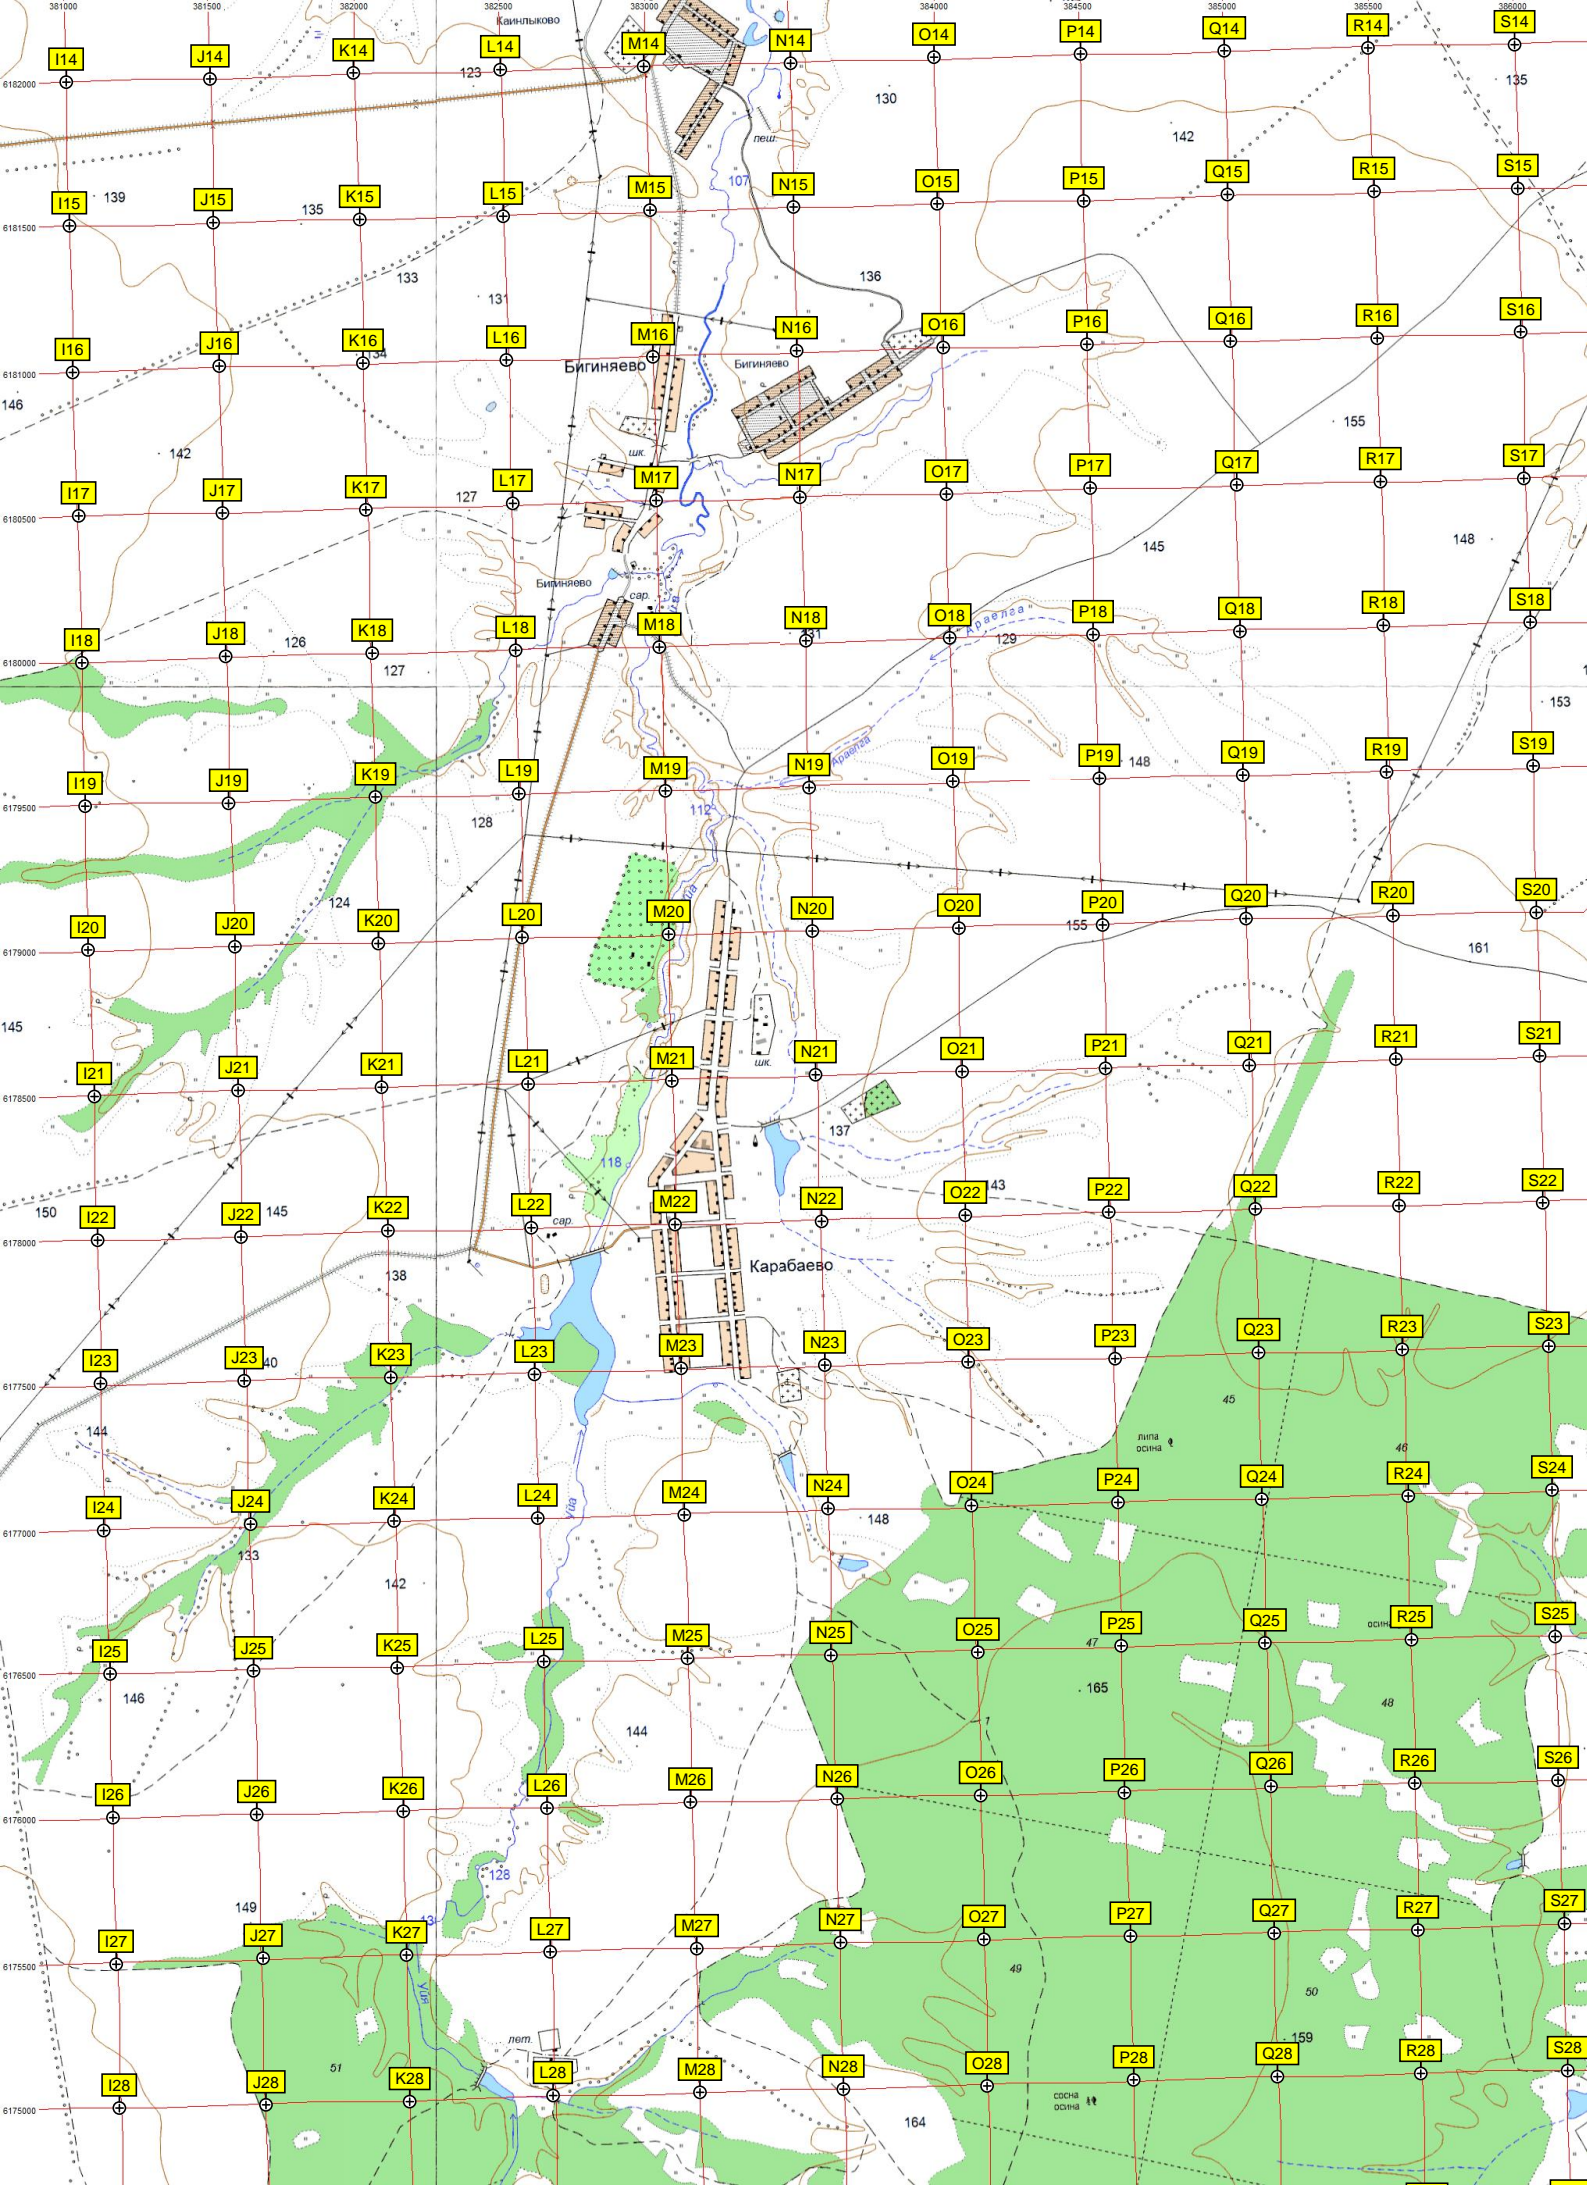 381000 381500 382000 382500 383000 384000 384500 385000 385500 386000
Каинлыково
I14 J14 K14 L14 M14 N14 O14 P14 Q14 R14 S14
6182000
123 130 135
142
пеш.
107
I15 J15 K15 L15 M15 N15 O15 P15 Q15 R15 S15
139 135
6181500
133 131 136
I16 J16 K16 L16 M16 N16 O16 P16 Q16 R16 S16
134
Бигиняево Бигиняево
6181000
146
155
142
шк.
I17 J17 K17 L17 M17 N17 O17 P17 Q17 R17 S17
127
6180500
145 148
Бигиняево
сар.
I18 J18 K18 L18 M18 N18 O18 P18 Q18 R18 S18
Араелга
126 131 129
6180000
127
153
Араелга
I19 J19 K19 L19 M19 N19 O19 P19 Q19 R19 S19
148
6179500
112
128
124
I20 J20 K20 L20 M20 N20 O20 P20 Q20 R20 S20
155
161
6179000
145
I21 J21 K21 L21 M21 N21 O21 P21 Q21 R21 S21
шк.
6178500
137
118
I22 J22 K22 L22 M22 N22 O22 P22 Q22 R22 S22
150 145 143
сар.
6178000
Карабаево
138
I23 J23 K23 L23 M23 N23 O23 P23 Q23 R23 S23
40
6177500
45
144
липа
осина
46
I24 J24 K24 L24 M24 N24 O24 P24 Q24 R24 S24
148
6177000
133
142
I25 J25 K25 L25 M25 N25 O25 P25 Q25 R25 S25
47
6176500
146
165
48
144
1
I26 J26 K26 L26 M26 N26 O26 P26 Q26 R26 S26
6176000
128
149
I27 J27 K27 L27 M27 N27 O27 P27 Q27 R27 S27
6175500
49
50
лет.
159
51
I28 J28 K28 L28 M28 N28 O28 P28 Q28 R28 S28
сосна
осина
6175000
164